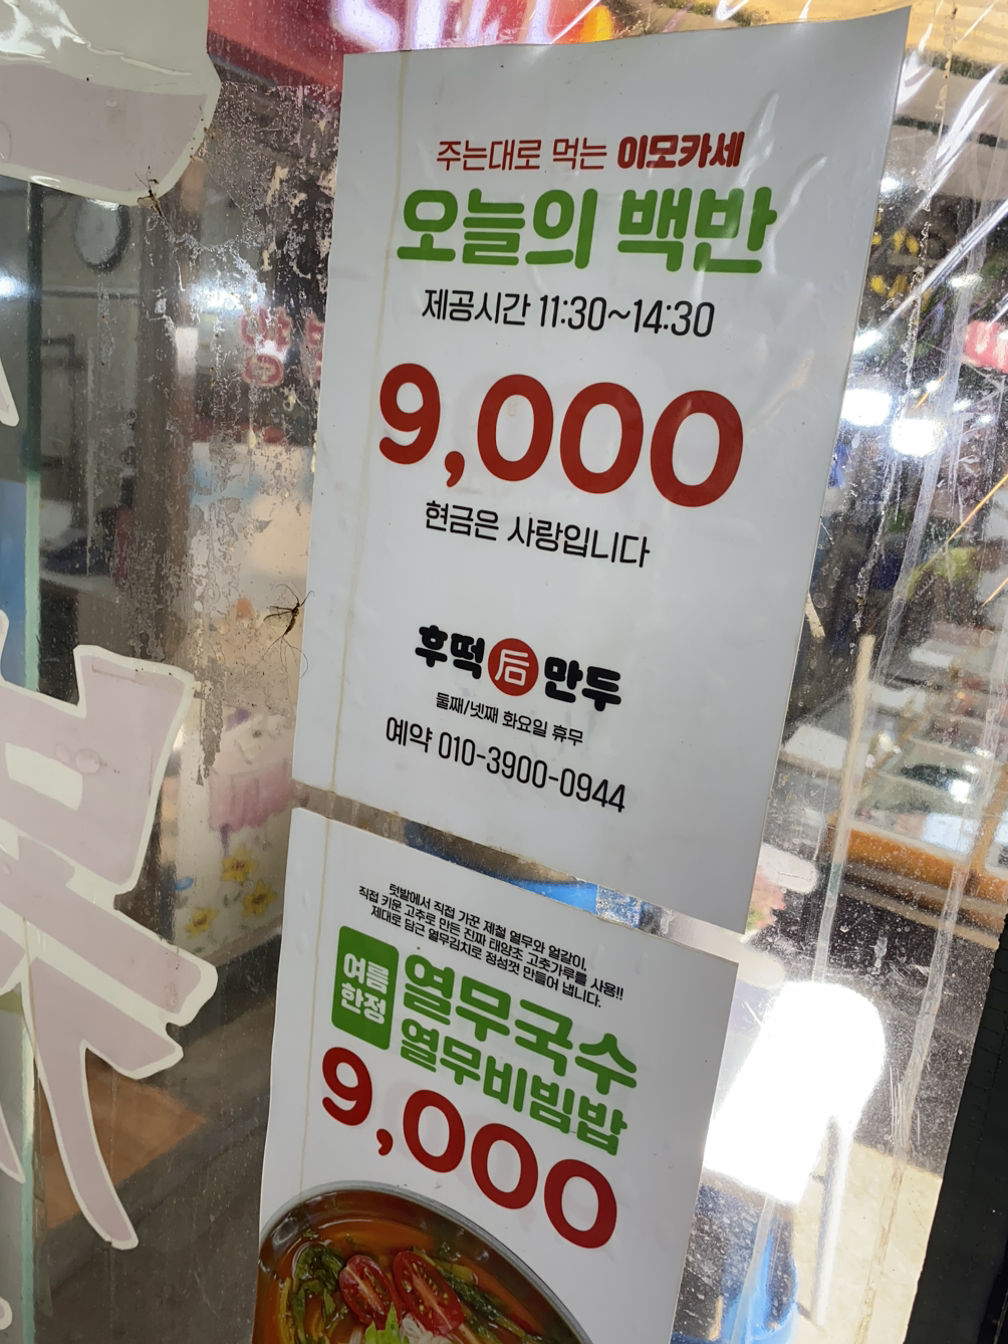 주는대로 먹는 이모카세
오늘의 백반
제공시간 11:30~14:30
9,000
현금은 사랑입니다
후떡 后 만두
둘째/넷째 화요일 휴무
예약 010-3900-0944
텃밭에서 직접 가꾼 제철 열무와 얼갈이,
직접 키운 고추로 만든 진짜 태양초 고춧가루를 사용!!
제대로 담근 열무김치로 정성껏 만들어 냅니다.
여름
한정
열무국수
열무비빔밥
9,000